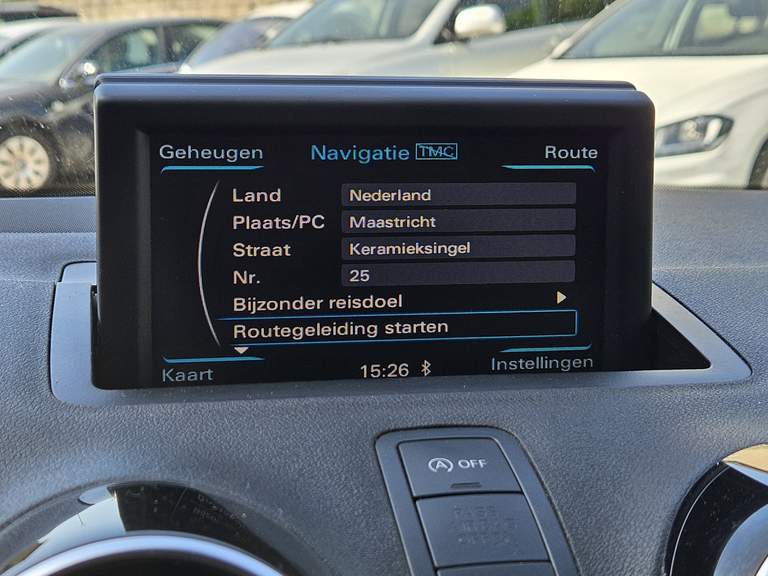 Geheugen Navigatie TMC Route
Land Nederland
Plaats/PC Maastricht
Straat Keramieksingel
Nr. 25
Bijzonder reisdoel
Routegeleiding starten
Kaart 15:26 Instellingen
A OFF